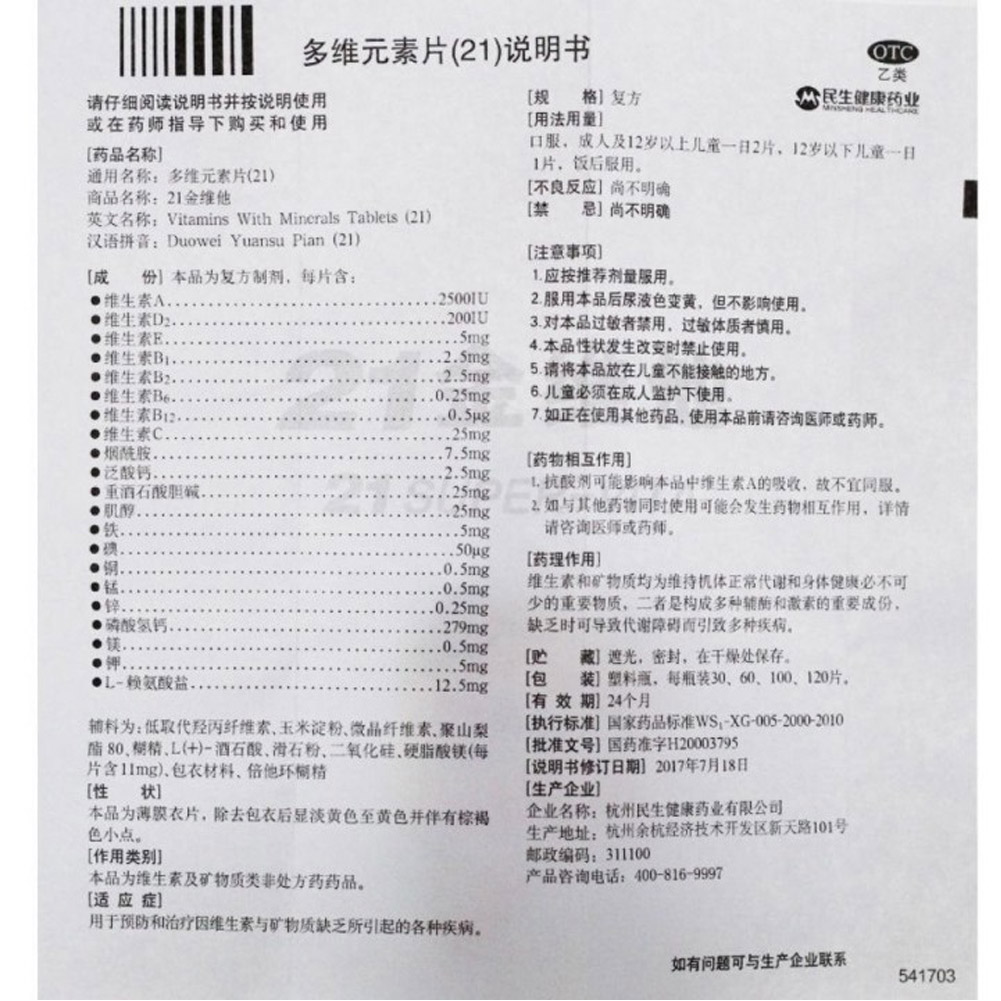 多维元素片(21)说明书
OTC
乙类
民生健康药业
MINSHENG HEALTHCARE
请仔细阅读说明书并按说明使用
或在药师指导下购买和使用
[药品名称]
通用名称：多维元素片(21)
商品名称：21金维他
英文名称：Vitamins With Minerals Tablets (21)
汉语拼音：Duowei Yuansu Pian (21)
[成　份] 本品为复方制剂，每片含：
●维生素A..........2500IU
●维生素D₂..........200IU
●维生素E..........5mg
●维生素B₁..........2.5mg
●维生素B₂..........2.5mg
●维生素B₆..........0.25mg
●维生素B₁₂..........0.5μg
●维生素C..........25mg
●烟酰胺..........7.5mg
●泛酸钙..........2.5mg
●重酒石酸胆碱..........25mg
●肌醇..........25mg
●铁..........5mg
●碘..........50μg
●铜..........0.5mg
●锰..........0.5mg
●锌..........0.25mg
●磷酸氢钙..........279mg
●镁..........0.5mg
●钾..........5mg
●L-赖氨酸盐..........12.5mg
辅料为：低取代羟丙纤维素、玉米淀粉、微晶纤维素、聚山梨
酯80、糊精、L(+)-酒石酸、滑石粉、二氧化硅、硬脂酸镁(每
片含11mg)、包衣材料、倍他环糊精
[性　状]
本品为薄膜衣片，除去包衣后显淡黄色至黄色并伴有棕褐
色小点。
[作用类别]
本品为维生素及矿物质类非处方药药品。
[适 应 症]
用于预防和治疗因维生素与矿物质缺乏所引起的各种疾病。
[规　格] 复方
[用法用量]
口服，成人及12岁以上儿童一日2片，12岁以下儿童一日
1片，饭后服用。
[不良反应] 尚不明确
[禁　忌] 尚不明确
[注意事项]
1.应按推荐剂量服用。
2.服用本品后尿液色变黄，但不影响使用。
3.对本品过敏者禁用，过敏体质者慎用。
4.本品性状发生改变时禁止使用。
5.请将本品放在儿童不能接触的地方。
6.儿童必须在成人监护下使用。
7.如正在使用其他药品，使用本品前请咨询医师或药师。
[药物相互作用]
1.抗酸剂可能影响本品中维生素A的吸收，故不宜同服。
2.如与其他药物同时使用可能会发生药物相互作用，详情
请咨询医师或药师。
[药理作用]
维生素和矿物质均为维持机体正常代谢和身体健康必不可
少的重要物质，二者是构成多种辅酶和激素的重要成份，
缺乏时可导致代谢障碍而引致多种疾病。
[贮　藏] 遮光，密封，在干燥处保存。
[包　装] 塑料瓶，每瓶装30、60、100、120片。
[有 效 期] 24个月
[执行标准] 国家药品标准WS₁-XG-005-2000-2010
[批准文号] 国药准字H20003795
[说明书修订日期] 2017年7月18日
[生产企业]
企业名称：杭州民生健康药业有限公司
生产地址：杭州余杭经济技术开发区新天路101号
邮政编码：311100
产品咨询电话：400-816-9997
如有问题可与生产企业联系
541703